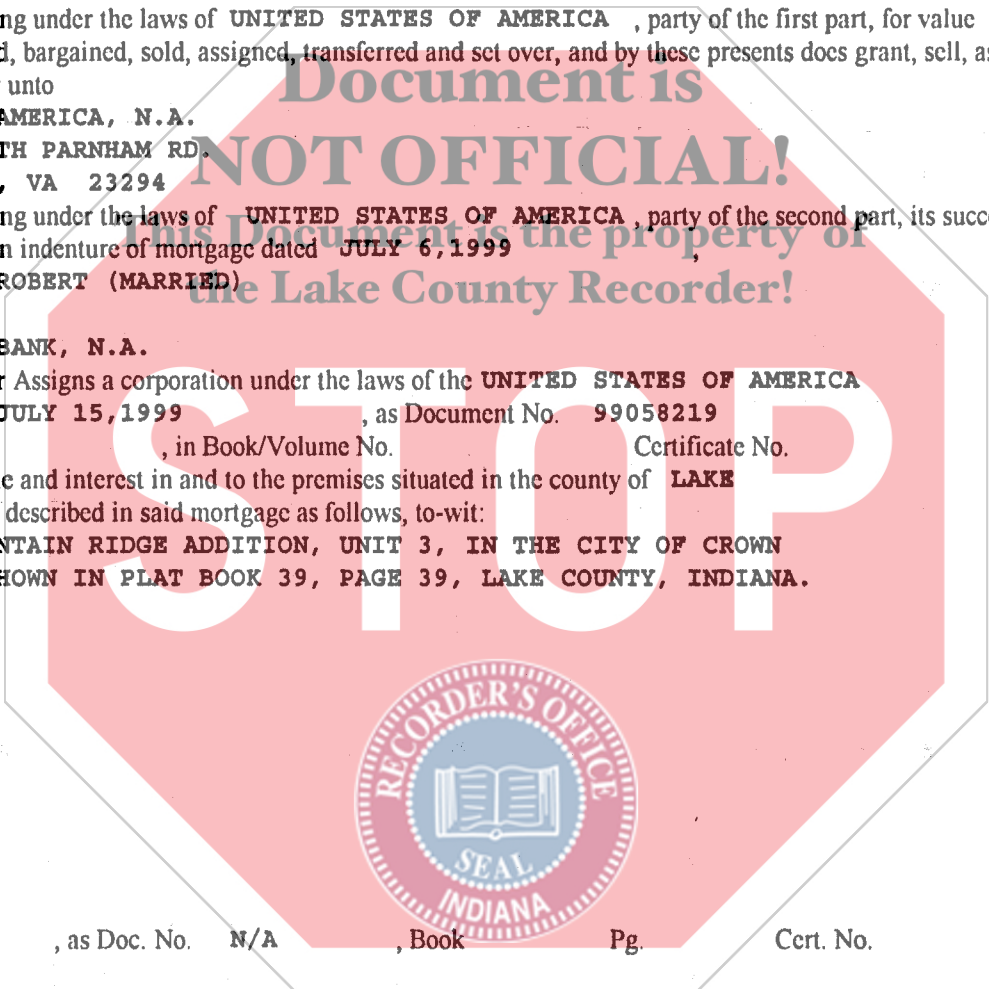 ng under the laws of UNITED STATES OF AMERICA , party of the first part, for value
d, bargained, sold, assigned, transferred and set over, and by these presents does grant, sell, as
unto
Document is
AMERICA, N.A.
TH PARNHAM RD.
NOT OFFICIAL!
, VA 23294
ng under the laws of UNITED STATES OF AMERICA , party of the second part, its succe
This Document is the property of
n indenture of mortgage dated JULY 6,1999 ,
ROBERT (MARRIED)
the Lake County Recorder!
BANK, N.A.
r Assigns a corporation under the laws of the UNITED STATES OF AMERICA
JULY 15,1999 , as Document No. 99058219
, in Book/Volume No. Certificate No.
e and interest in and to the premises situated in the county of LAKE
described in said mortgage as follows, to-wit:
NTAIN RIDGE ADDITION, UNIT 3, IN THE CITY OF CROWN
HOWN IN PLAT BOOK 39, PAGE 39, LAKE COUNTY, INDIANA.
STOP
RECORDER'S OFFICE
SEAL
INDIANA
, as Doc. No. N/A , Book Pg. Cert. No.